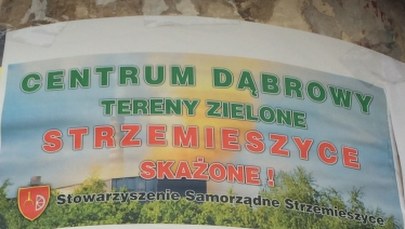 CENTRUM DĄBROWY
TERENY ZIELONE
STRZEMIESZYCE
SKAŻONE !
Stowarzyszenie Samorządne Strzemieszyce